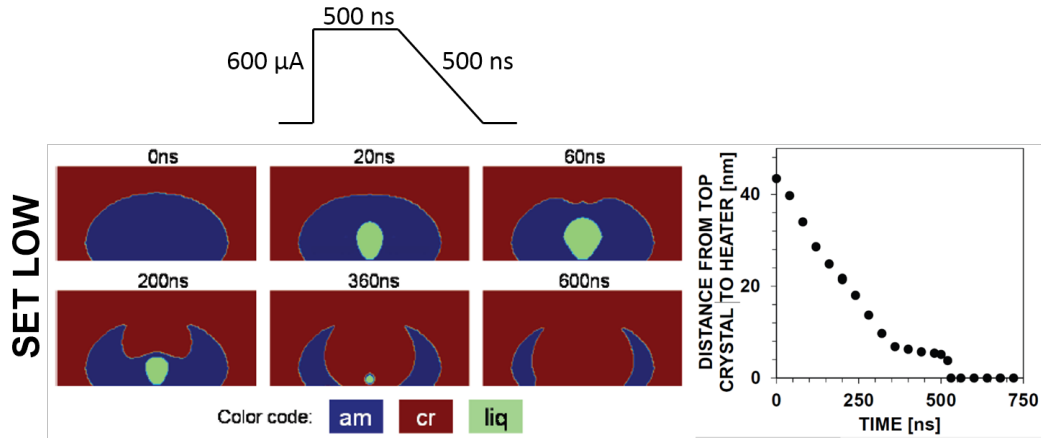 500 ns
600 µA
500 ns
SET LOW
0ns
20ns
60ns
200ns
360ns
600ns
Color code:
am
cr
liq
DISTANCE FROM TOP
CRYSTAL TO HEATER [nm]
40
20
0
0
250
500
750
TIME [ns]